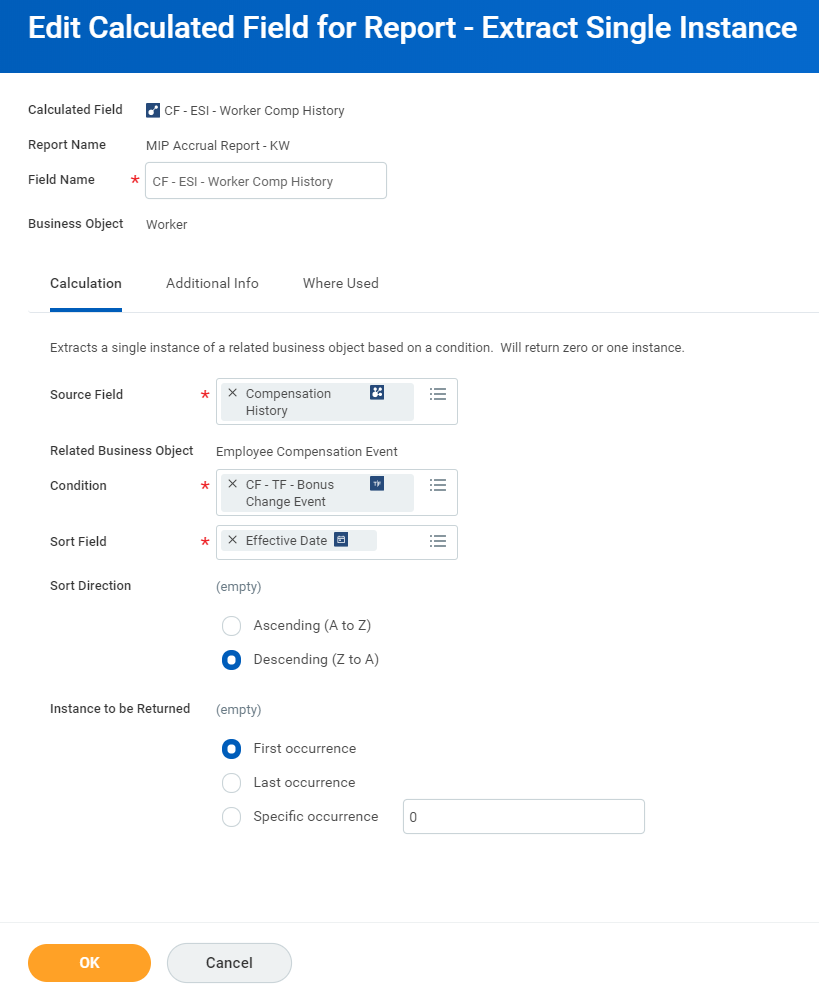 Edit Calculated Field for Report - Extract Single Instance
Calculated Field CF - ESI - Worker Comp History
Report Name MIP Accrual Report - KW
Field Name * CF - ESI - Worker Comp History
Business Object Worker
Calculation Additional Info Where Used
Extracts a single instance of a related business object based on a condition.  Will return zero or one instance.
Source Field * × Compensation
History
Related Business Object Employee Compensation Event
Condition * × CF - TF - Bonus
Change Event
Sort Field * × Effective Date
Sort Direction (empty)
Ascending (A to Z)
Descending (Z to A)
Instance to be Returned (empty)
First occurrence
Last occurrence
Specific occurrence 0
OK Cancel